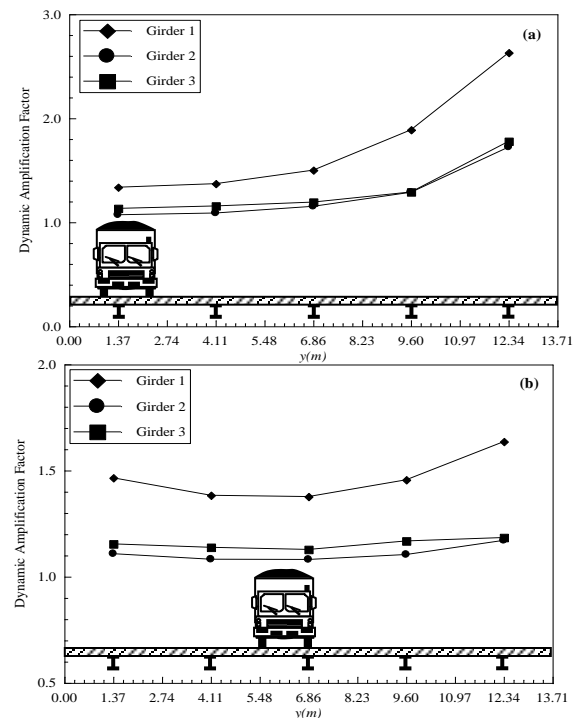 3.0
(a)
Girder 1
Girder 2
Girder 3
2.0
Dynamic Amplification Factor
1.0
0.0
0.00 1.37 2.74 4.11 5.48 6.86 8.23 9.60 10.97 12.34 13.71
y(m)
2.0
(b)
Girder 1
Girder 2
Girder 3
1.5
Dynamic Amplification Factor
1.0
0.5
0.00 1.37 2.74 4.11 5.48 6.86 8.23 9.60 10.97 12.34 13.71
y(m)